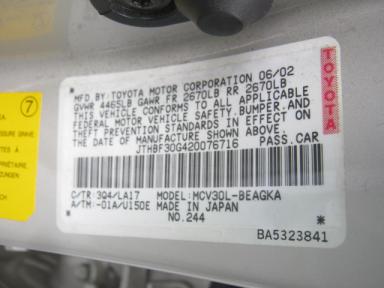 MFD. BY: TOYOTA MOTOR CORPORATION 06/02
GVWR 4465LB GAWR FR 2670LB RR 2670LB
THIS VEHICLE CONFORMS TO ALL APPLICABLE
FEDERAL MOTOR VEHICLE SAFETY, BUMPER, AND
THEFT PREVENTION STANDARDS IN EFFECT ON
THE DATE OF MANUFACTURE SHOWN ABOVE.
JTHBF30G420076716 PASS. CAR
C/TR: 3Q4/LA17 MODEL: MCV30L-BEAGKA
A/TM: -01A/U150E MADE IN JAPAN
NO. 244
BA5323841
TOYOTA
7